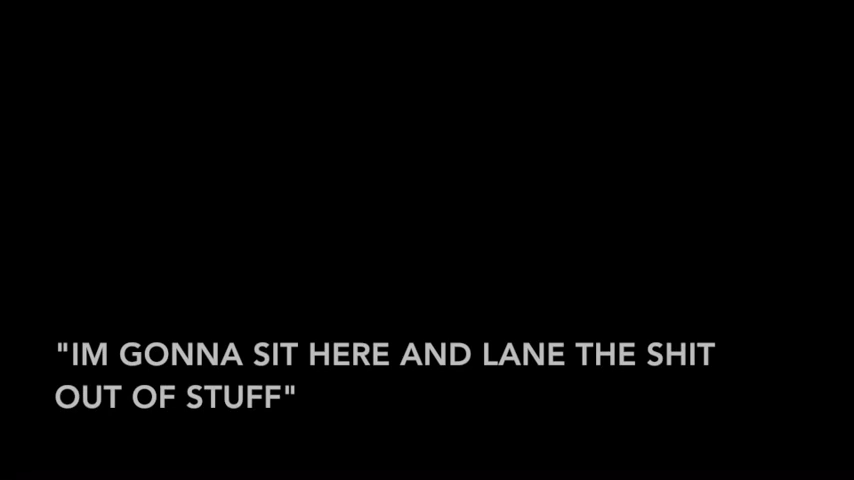 "IM GONNA SIT HERE AND LANE THE SHIT
OUT OF STUFF"